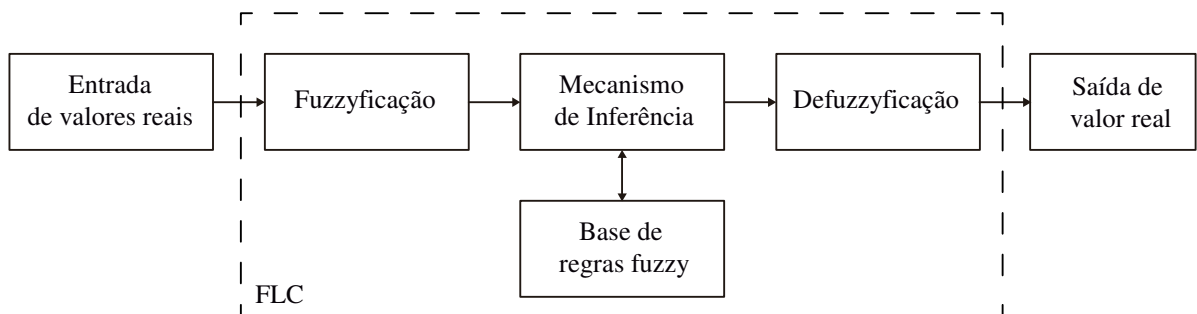 Entrada
de valores reais
Fuzzyficação
Mecanismo
de Inferência
Defuzzyficação
Saída de
valor real
Base de
regras fuzzy
FLC